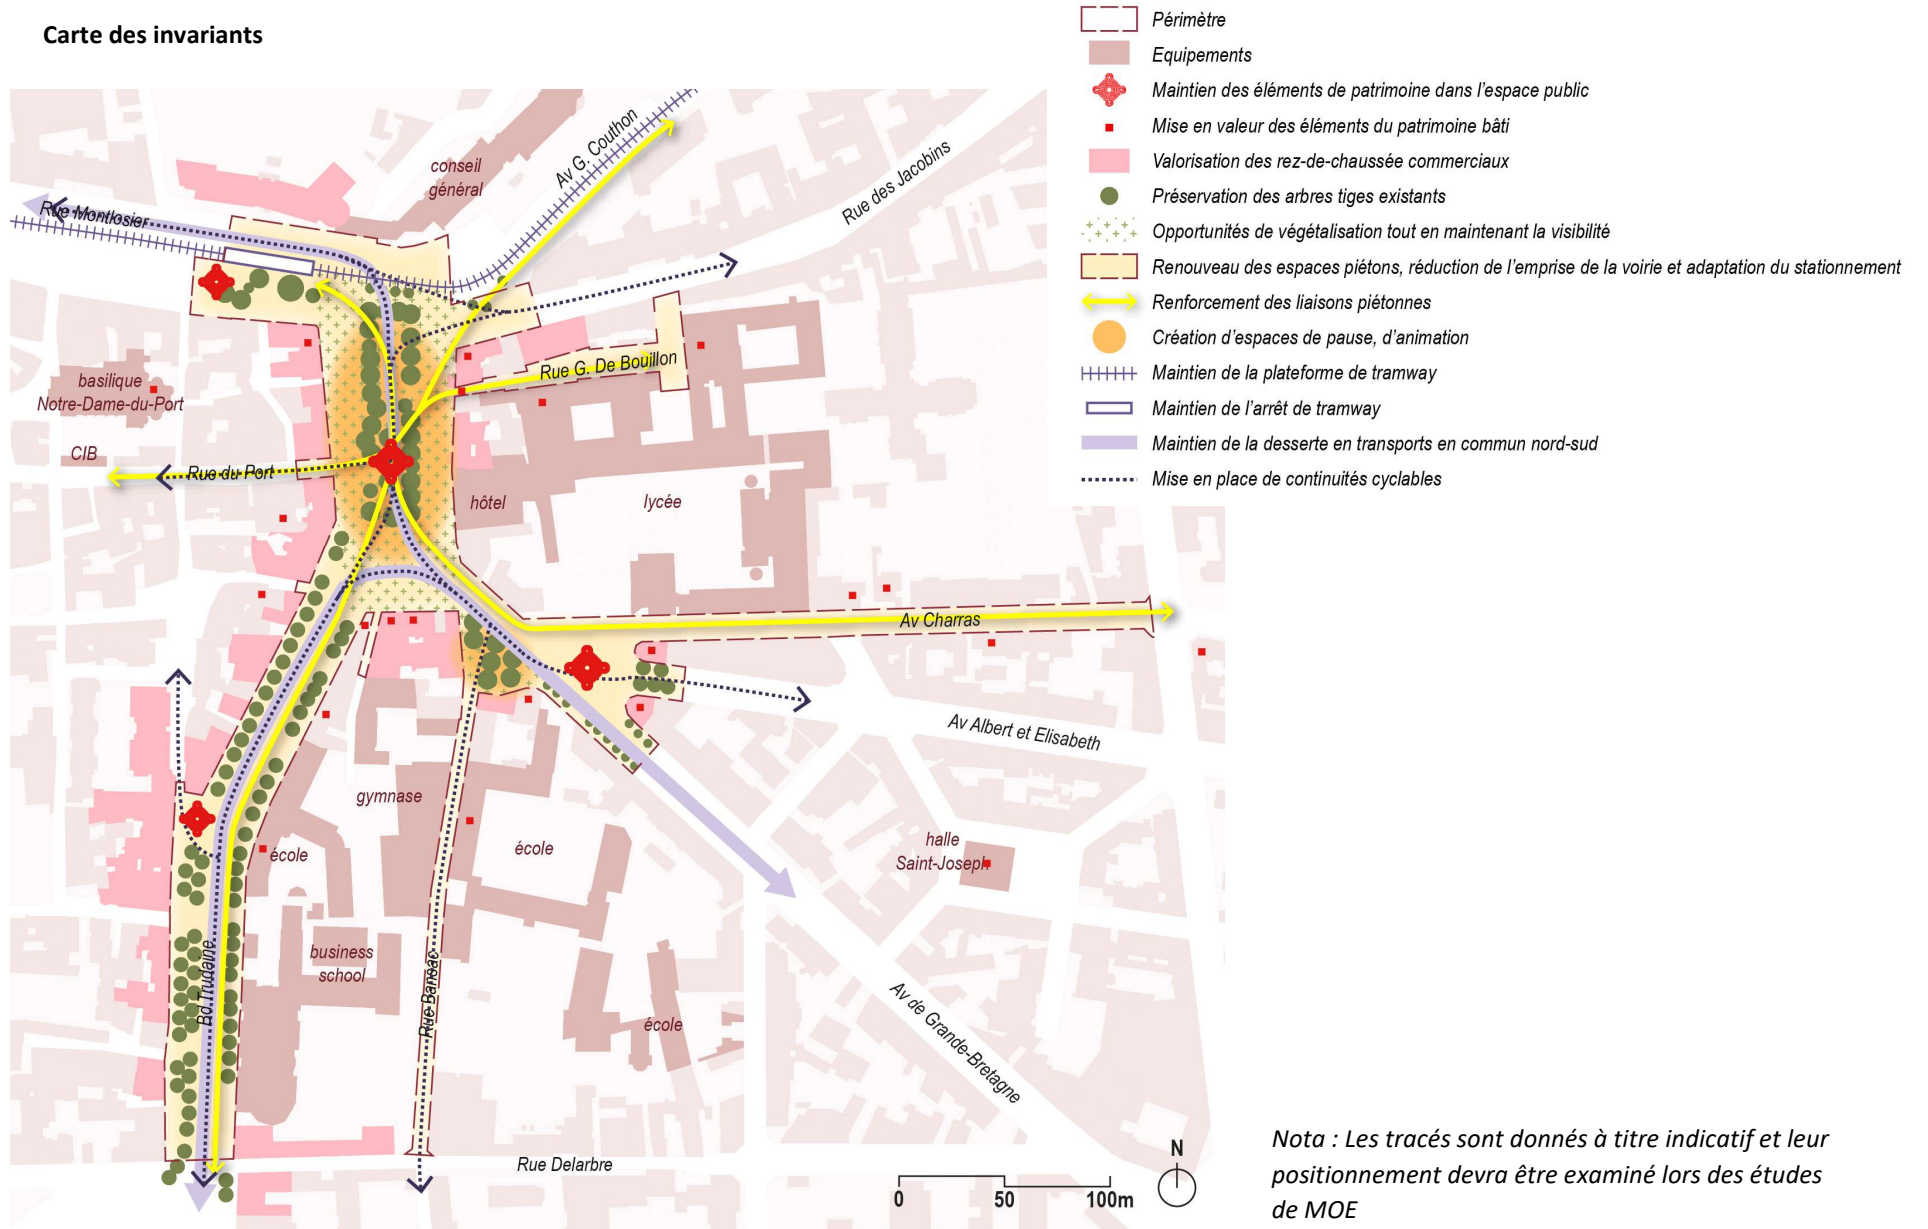 Carte des invariants
Périmètre
Equipements
Maintien des éléments de patrimoine dans l'espace public
Mise en valeur des éléments du patrimoine bâti
Valorisation des rez-de-chaussée commerciaux
Préservation des arbres tiges existants
Opportunités de végétalisation tout en maintenant la visibilité
Renouveau des espaces piétons, réduction de l'emprise de la voirie et adaptation du stationnement
Renforcement des liaisons piétonnes
Création d'espaces de pause, d'animation
Maintien de la plateforme de tramway
Maintien de l'arrêt de tramway
Maintien de la desserte en transports en commun nord-sud
Mise en place de continuités cyclables
conseil
général
Av G. Couthon
Rue des Jacobins
Rue Montlosier
Rue G. De Bouillon
basilique
Notre-Dame-du-Port
CIB
Rue du Port
hôtel
lycée
Av Charras
Av Albert et Elisabeth
gymnase
école
école
halle
Saint-Joseph
business
school
Bd Trudaine
Rue Bansac
école
Av de Grande-Bretagne
Rue Delarbre
N
0
50
100m
Nota : Les tracés sont donnés à titre indicatif et leur
positionnement devra être examiné lors des études
de MOE